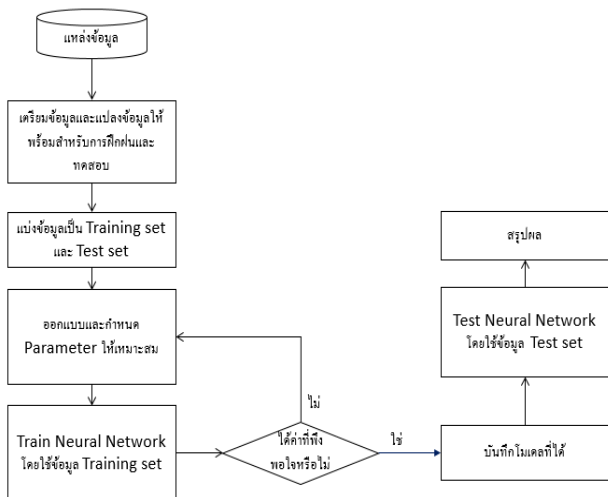 แหล่งข้อมูล
เตรียมข้อมูลและแปลงข้อมูลให้
พร้อมสำหรับการฝึกฝนและ
ทดสอบ
แบ่งข้อมูลเป็น Training set
และ Test set
ออกแบบและกำหนด
Parameter ให้เหมาะสม
Train Neural Network
โดยใช้ข้อมูล Training set
ได้ค่าที่พึง
พอใจหรือไม่
ไม่
ใช่
บันทึกโมเดลที่ได้
Test Neural Network
โดยใช้ข้อมูล Test set
สรุปผล